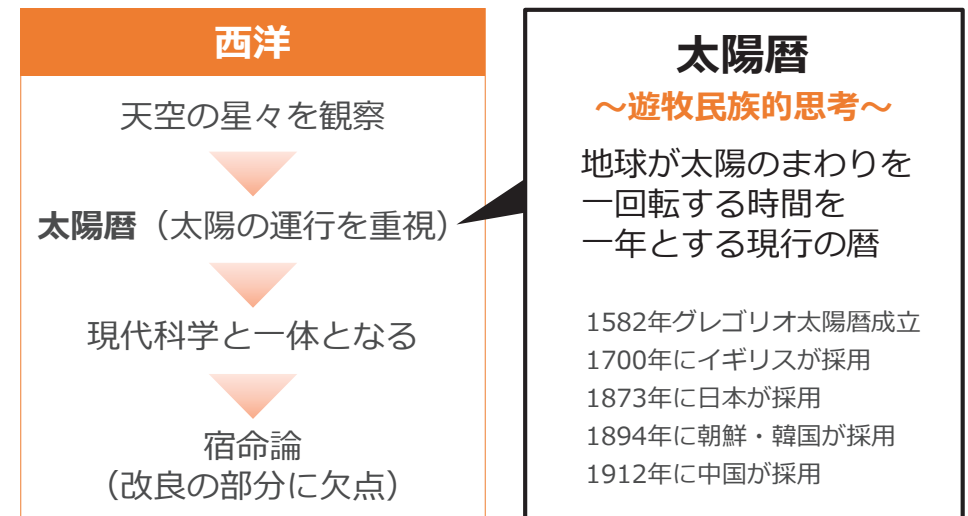 西洋
天空の星々を観察
太陽暦（太陽の運行を重視）
現代科学と一体となる
宿命論
（改良の部分に欠点）
太陽暦
～遊牧民族的思考～
地球が太陽のまわりを
一回転する時間を
一年とする現行の暦
1582年グレゴリオ太陽暦成立
1700年にイギリスが採用
1873年に日本が採用
1894年に朝鮮・韓国が採用
1912年に中国が採用